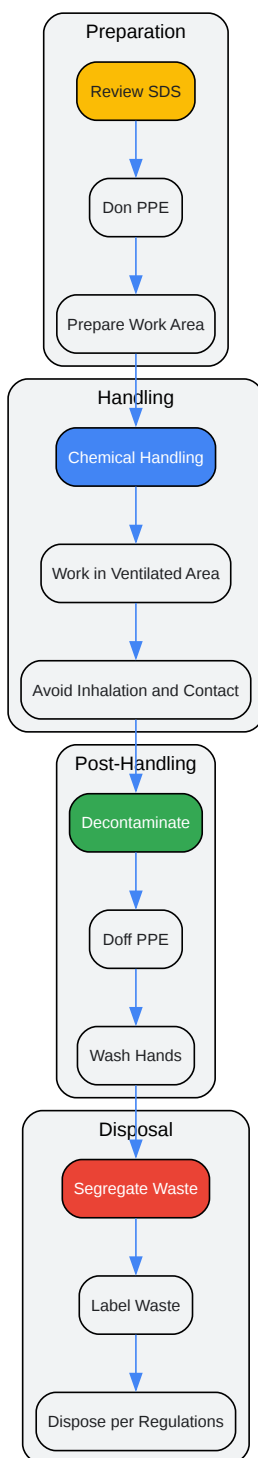 Preparation
Review SDS
Don PPE
Prepare Work Area
Handling
Chemical Handling
Work in Ventilated Area
Avoid Inhalation and Contact
Post-Handling
Decontaminate
Doff PPE
Wash Hands
Disposal
Segregate Waste
Label Waste
Dispose per Regulations